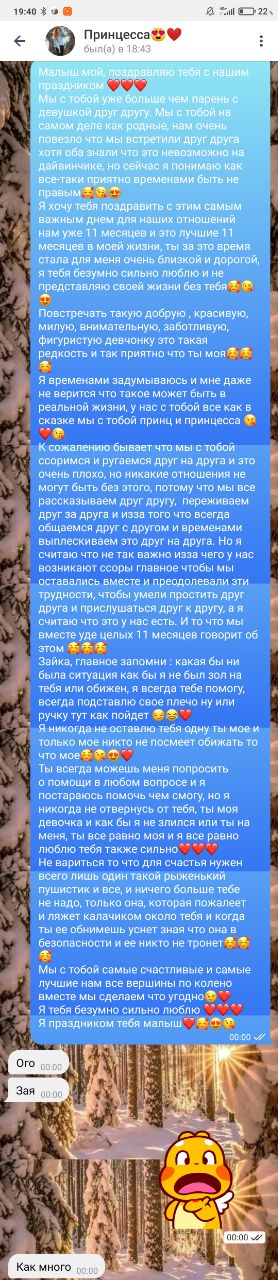 19:40
22
Принцесса😍❤️
был(а) в 18:43
Малыш мой, поздравляю тебя с нашим
праздником ❤️❤️❤️
Мы с тобой уже больше чем парень с
девушкой друг другу. Мы с тобой на
самом деле как родные, нам очень
повезло что мы встретили друг друга
хотя оба знали что это невозможно на
дайвинчике, но сейчас я понимаю как
все-таки приятно временами быть не
правым🥰😘😍
Я хочу тебя поздравить с этим самым
важным днем для наших отношений
нам уже 11 месяцев и это лучшие 11
месяцев в моей жизни, ты за это время
стала для меня очень близкой и дорогой,
я тебя безумно сильно люблю и не
представляю своей жизни без тебя🥰😘
😍
Повстречать такую добрую , красивую,
милую, внимательную, заботливую,
фигуристую девчонку это такая
редкость и так приятно что ты моя🥰🥰
🥰
Я временами задумываюсь и мне даже
не верится что такое может быть в
реальной жизни, у нас с тобой все как в
сказке мы с тобой принц и принцесса 😘
❤️😘
К сожалению бывает что мы с тобой
ссоримся и ругаемся друг на друга и это
очень плохо, но никакие отношения не
могут быть без этого, потому что мы все
рассказываем друг другу, переживаем
друг за друга и изза того что всегда
общаемся друг с другом и временами
выплескиваем это друг на друга. Но я
считаю что не так важно изза чего у нас
возникают ссоры главное чтобы мы
оставались вместе и преодолевали эти
трудности, чтобы умели простить друг
друга и прислушаться друг к другу, а я
считаю что это у нас есть. И то что мы
вместе уде целых 11 месяцев говорит об
этом 🥰🥰🥰
Зайка, главное запомни : какая бы ни
была ситуация как бы я не был зол на
тебя или обижен, я всегда тебе помогу,
всегда подставлю свое плечо ну или
ручку тут как пойдет 😏😂❤️
Я никогда не оставлю тебя одну ты мое и
только мое никто не посмеет обижать то
что мое🥰😘😍❤️
Ты всегда можешь меня попросить
о помощи в любом вопросе и я
постараюсь помочь чем смогу, но я
никогда не отвернусь от тебя, ты моя
девочка и как бы я не злился или ты на
меня, ты все равно моя и я все равно
люблю тебя также сильно❤️❤️❤️
Не вариться то что для счастья нужен
всего лишь один такой рыженький
пушистик и все, и ничего больше тебе
не надо, только она, которая пожалеет
и ляжет калачиком около тебя и когда
ты ее обнимешь уснет зная что она в
безопасности и ее никто не тронет🥰🥰
🥰
Мы с тобой самые счастливые и самые
лучшие нам все вершины по колено
вместе мы сделаем что угодно🥹❤️
Я тебя безумно сильно люблю ❤️❤️❤️
Я праздником тебя малыш❤️🥰😍😘
00:00
Ого 00:00
Зая 00:00
00:00
Как много 00:00